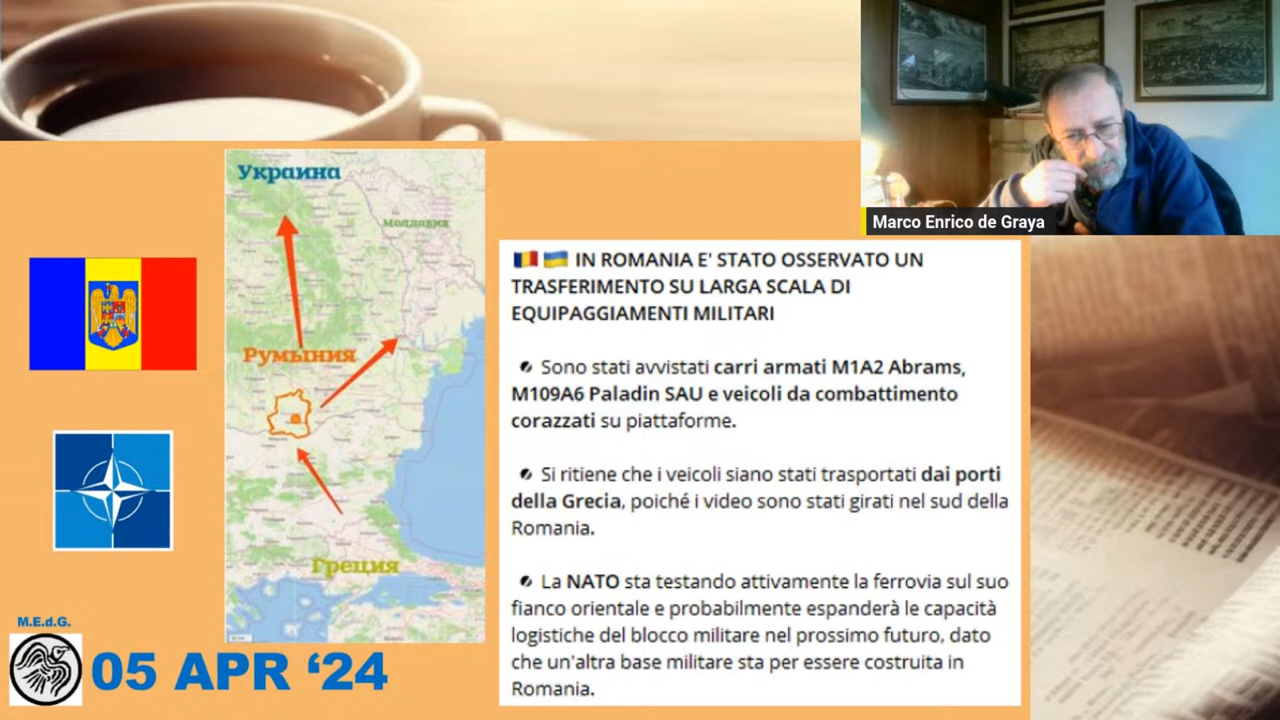 Marco Enrico de Graya
Украина
Молдавия
Румыния
Греция
🇷🇴 🇺🇦 IN ROMANIA E' STATO OSSERVATO UN
TRASFERIMENTO SU LARGA SCALA DI
EQUIPAGGIAMENTI MILITARI
Sono stati avvistati carri armati M1A2 Abrams,
M109A6 Paladin SAU e veicoli da combattimento
corazzati su piattaforme.
Si ritiene che i veicoli siano stati trasportati dai porti
della Grecia, poiché i video sono stati girati nel sud della
Romania.
La NATO sta testando attivamente la ferrovia sul suo
fianco orientale e probabilmente espanderà le capacità
logistiche del blocco militare nel prossimo futuro, dato
che un'altra base militare sta per essere costruita in
Romania.
M.E.d.G.
05 APR ‘24